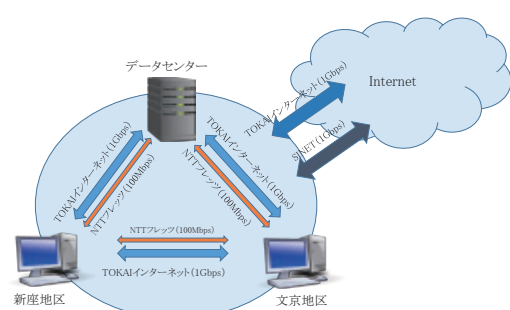 データセンター
Internet
TOKAIインターネット(1Gbps)
SINET(1Gbps)
TOKAIインターネット(1Gbps)
NTTフレッツ(100Mbps)
TOKAIインターネット(1Gbps)
NTTフレッツ(100Mbps)
NTTフレッツ(100Mbps)
TOKAIインターネット(1Gbps)
新座地区
文京地区